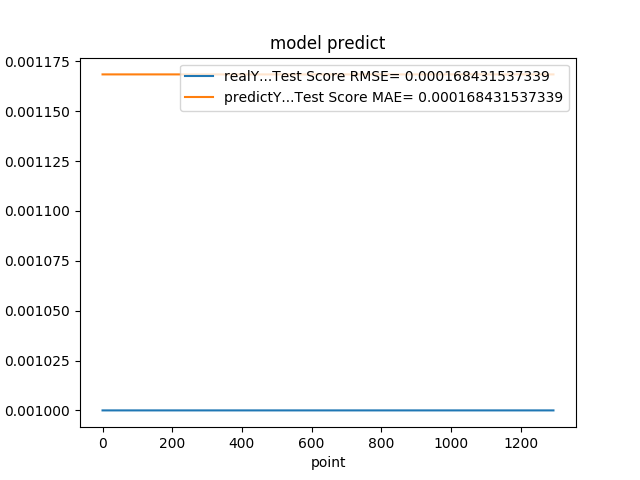 model predict
realY...Test Score RMSE= 0.000168431537339
predictY...Test Score MAE= 0.000168431537339
0.001175
0.001150
0.001125
0.001100
0.001075
0.001050
0.001025
0.001000
0 200 400 600 800 1000 1200
point